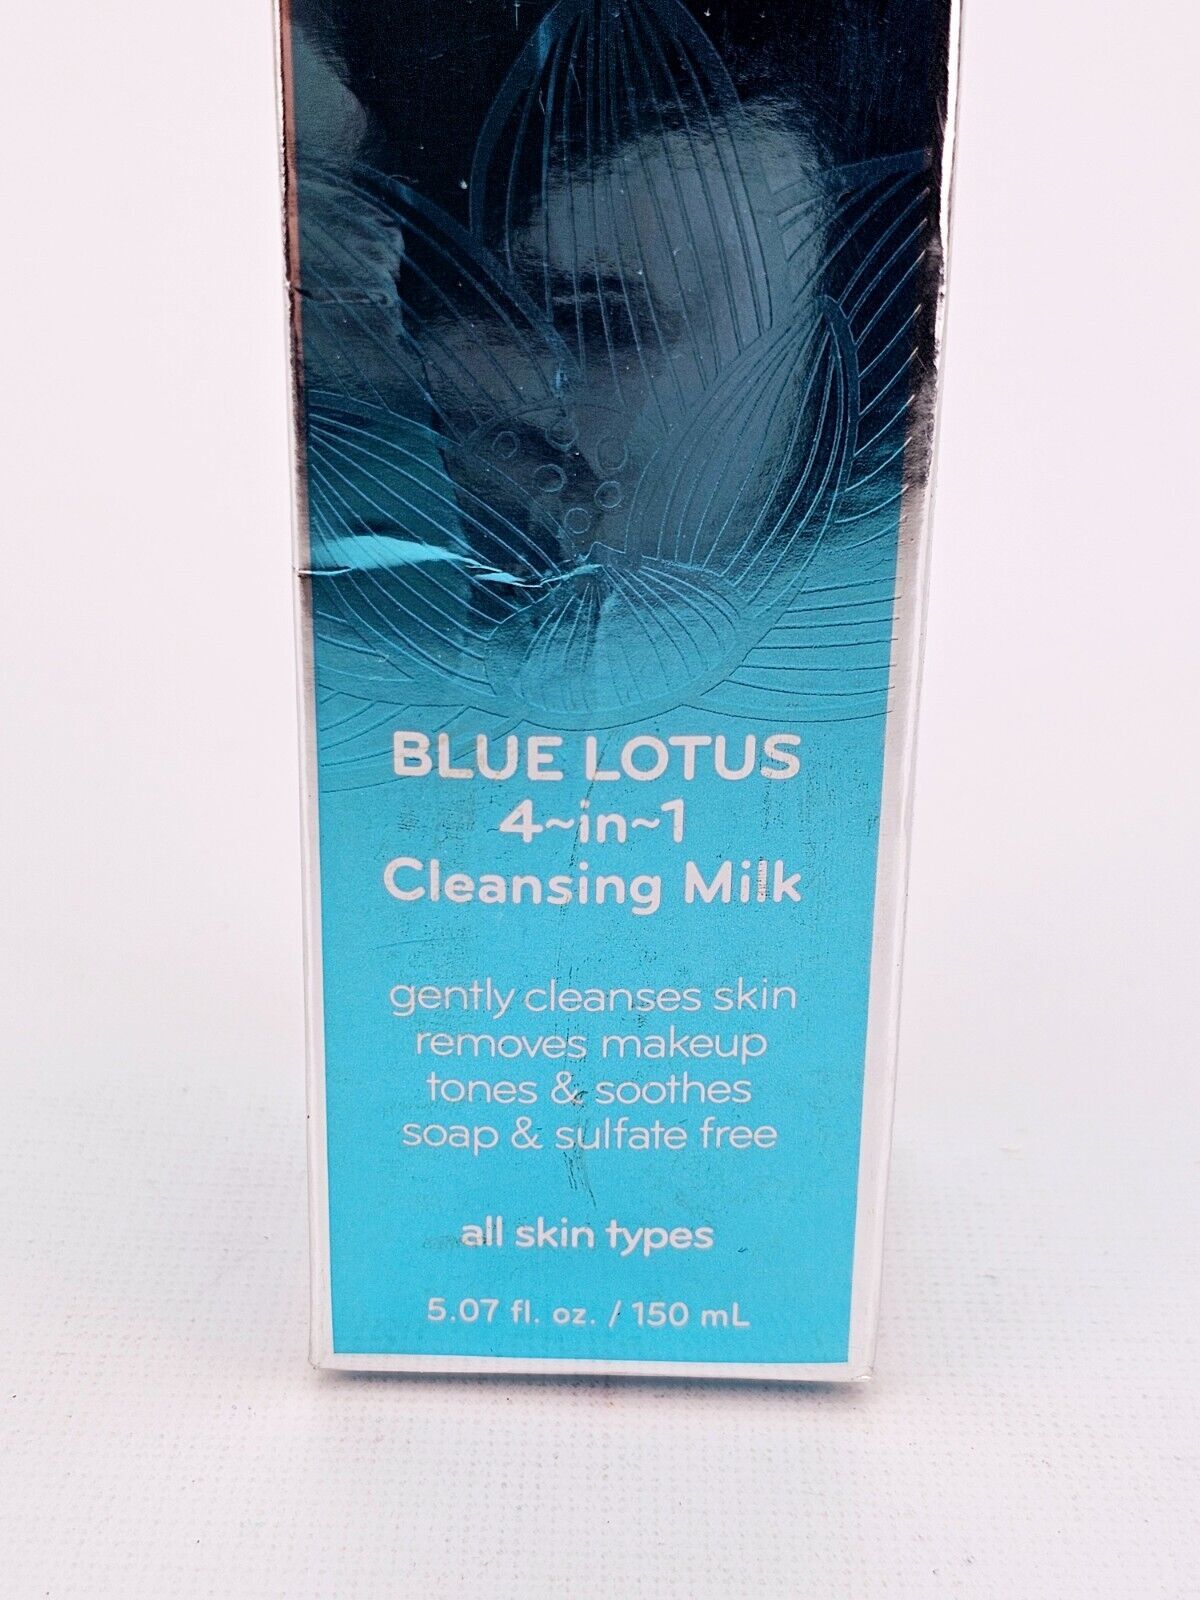 BLUE LOTUS
4~in~1
Cleansing Milk
gently cleanses skin
removes makeup
tones & soothes
soap & sulfate free
all skin types
5.07 fl. oz. / 150 mL